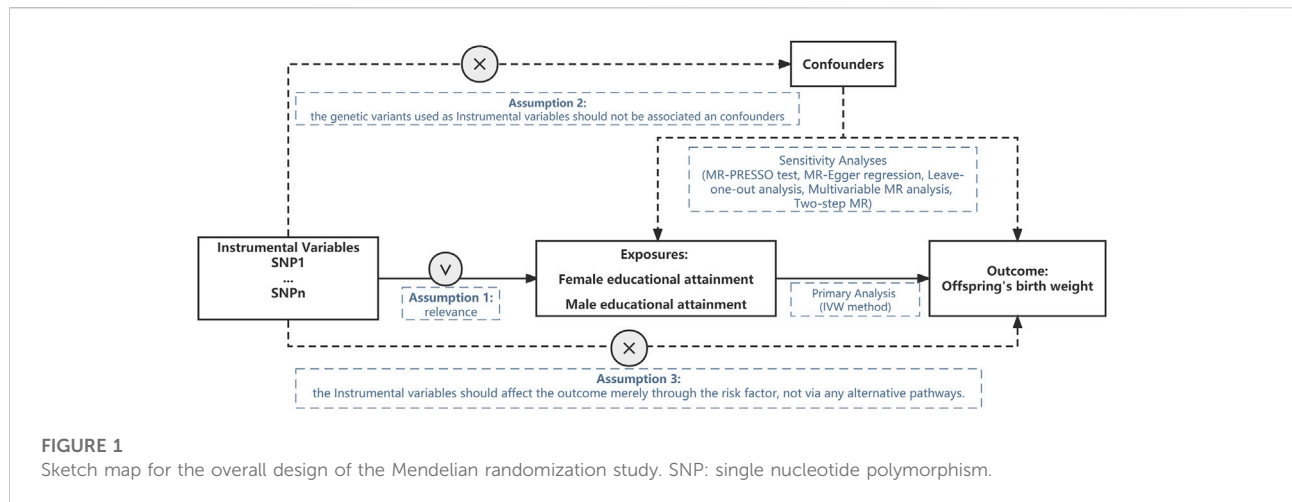 Confounders
Assumption 2:
the genetic variants used as Instrumental variables should not be associated an confounders
Sensitivity Analyses
(MR-PRESSO test, MR-Egger regression, Leave-
one-out analysis, Multivariable MR analysis,
Two-step MR)
Instrumental Variables
SNP1
...
SNPn
V
Assumption 1:
relevance
Exposures:
Female educational attainment
Male educational attainment
Primary Analysis
(IVW method)
Outcome:
Offspring's birth weight
Assumption 3:
the Instrumental variables should affect the outcome merely through the risk factor, not via any alternative pathways.
FIGURE 1
Sketch map for the overall design of the Mendelian randomization study. SNP: single nucleotide polymorphism.